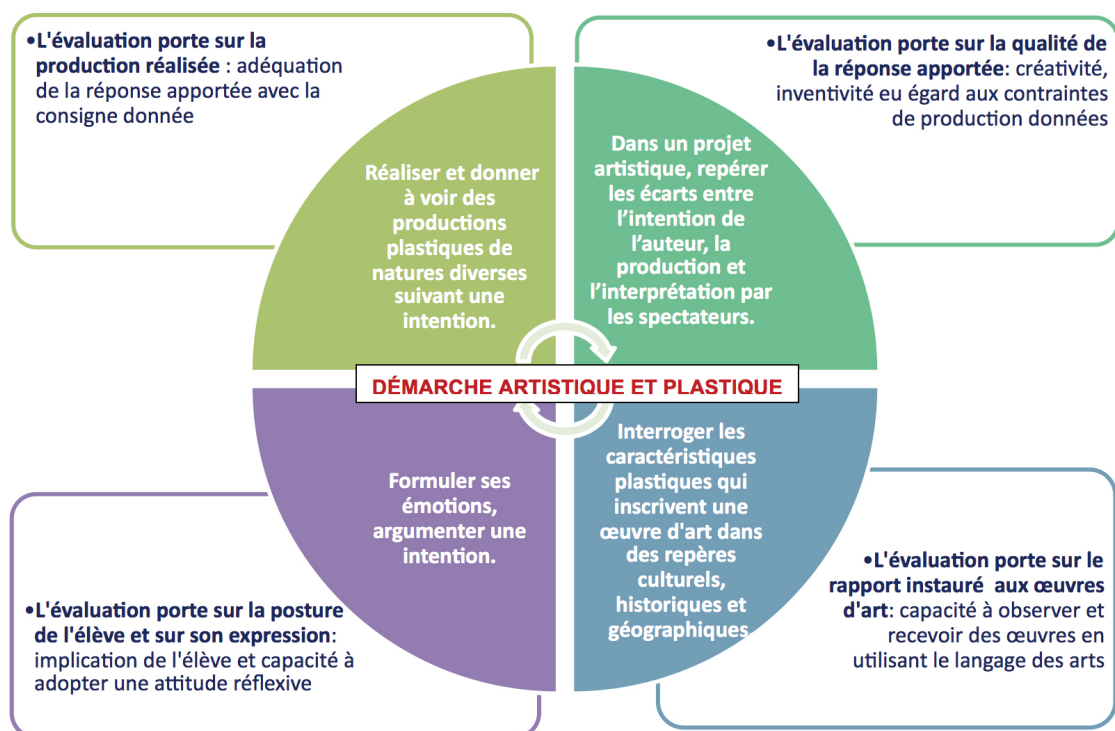 •L'évaluation porte sur la
production réalisée : adéquation
de la réponse apportée avec la
consigne donnée
•L'évaluation porte sur la qualité de
la réponse apportée: créativité,
inventivité eu égard aux contraintes
de production données
Réaliser et donner
à voir des
productions
plastiques de
natures diverses
suivant une
intention.
Dans un projet
artistique, repérer
les écarts entre
l’intention de
l’auteur, la
production et
l’interprétation par
les spectateurs.
DÉMARCHE ARTISTIQUE ET PLASTIQUE
Formuler ses
émotions,
argumenter une
intention.
Interroger les
caractéristiques
plastiques qui
inscrivent une
œuvre d'art dans
des repères
culturels,
historiques et
géographiques.
•L'évaluation porte sur la posture
de l'élève et sur son expression:
implication de l'élève et capacité à
adopter une attitude réflexive
•L'évaluation porte sur le
rapport instauré aux œuvres
d'art: capacité à observer et
recevoir des œuvres en
utilisant le langage des arts